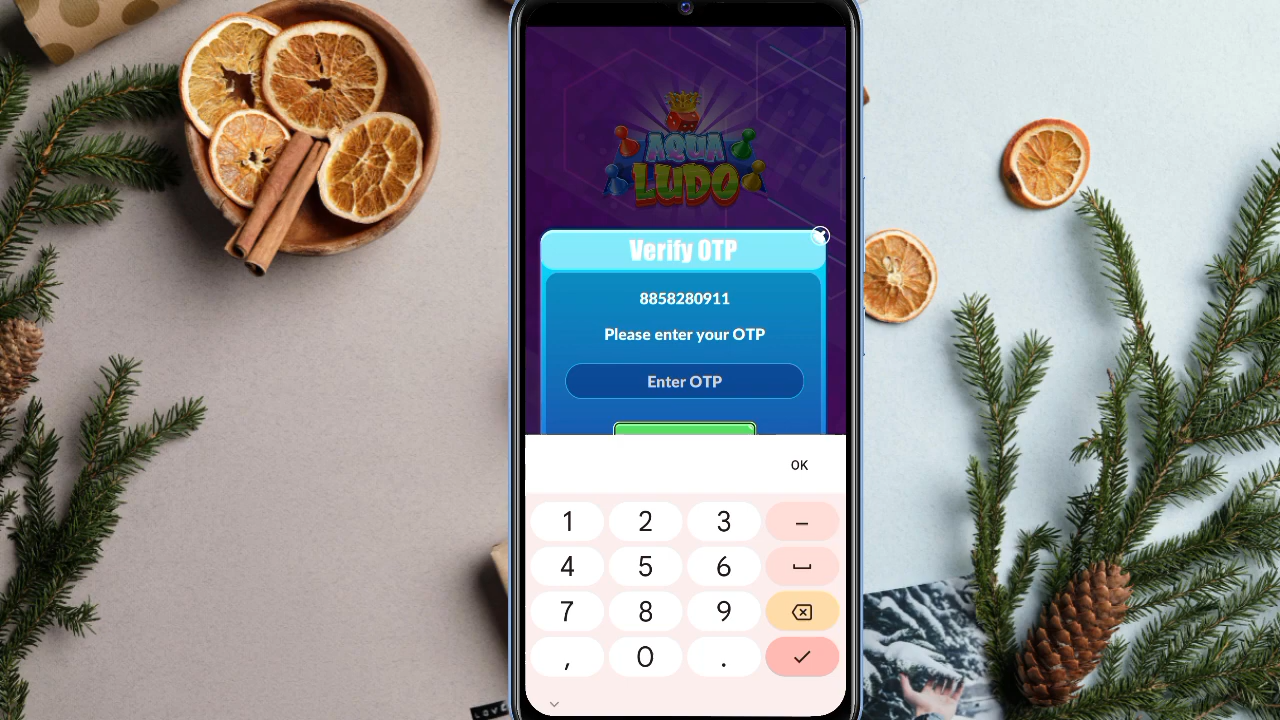 AQUA
LUDO
Verify OTP
8858280911
Please enter your OTP
Enter OTP
OK
1 2 3 –
4 5 6
7 8 9
, 0 .
LOVE